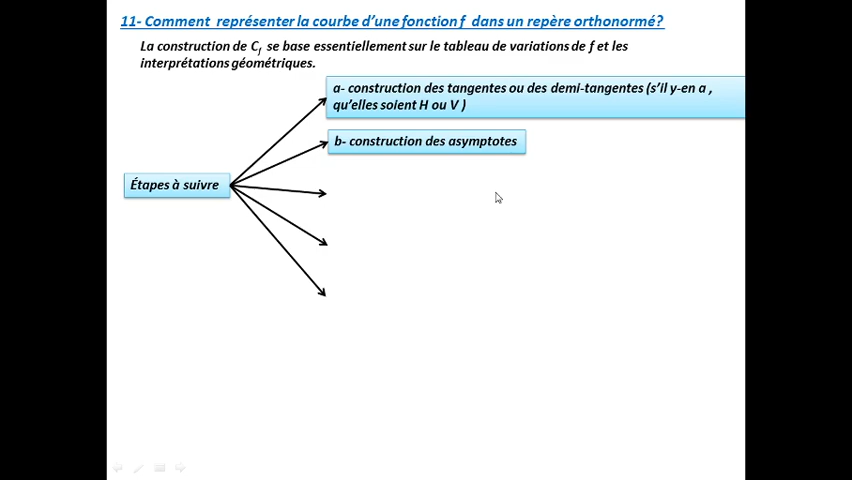 11- Comment représenter la courbe d'une fonction f dans un repère orthonormé?
La construction de Cf se base essentiellement sur le tableau de variations de f et les
interprétations géométriques.
a- construction des tangentes ou des demi-tangentes (s'il y-en a ,
qu'elles soient H ou V )
b- construction des asymptotes
Étapes à suivre